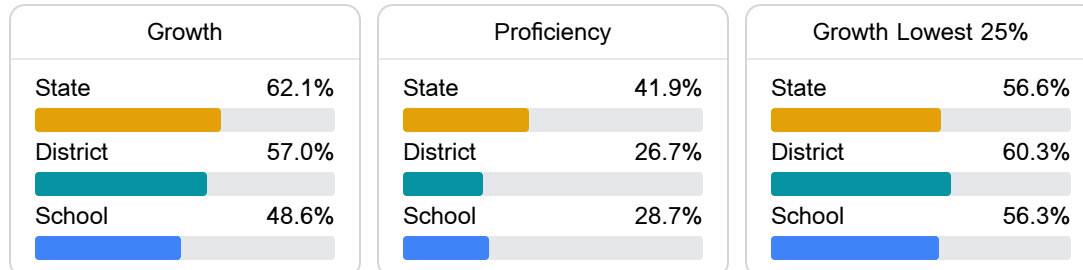 Growth
State 62.1%
District 57.0%
School 48.6%
Proficiency
State 41.9%
District 26.7%
School 28.7%
Growth Lowest 25%
State 56.6%
District 60.3%
School 56.3%